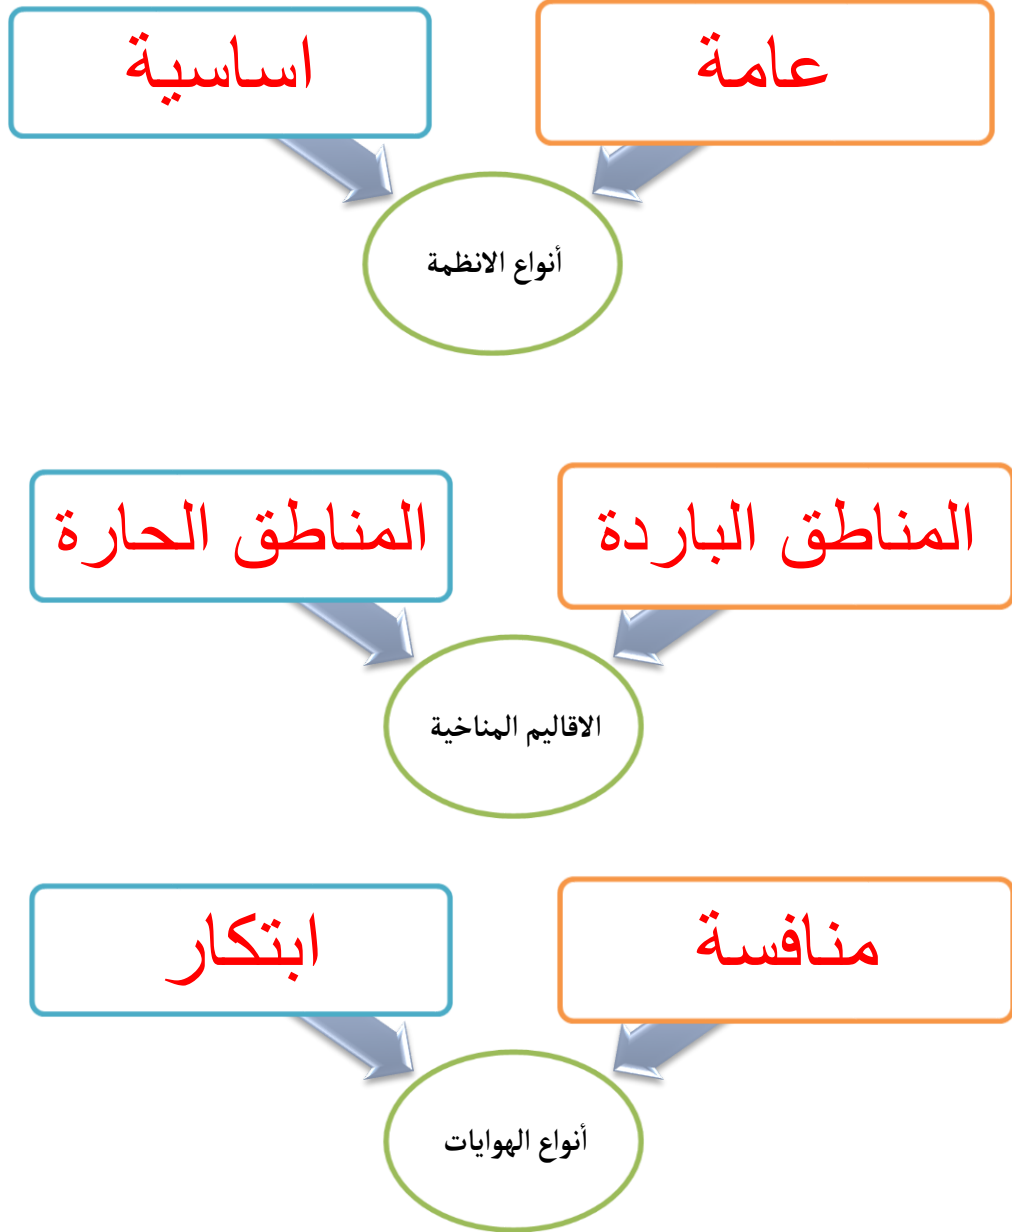 عامة
اساسية
أنواع الانظمة
المناطق الباردة
المناطق الحارة
الاقاليم المناخية
منافسة
ابتكار
أنواع الهوايات